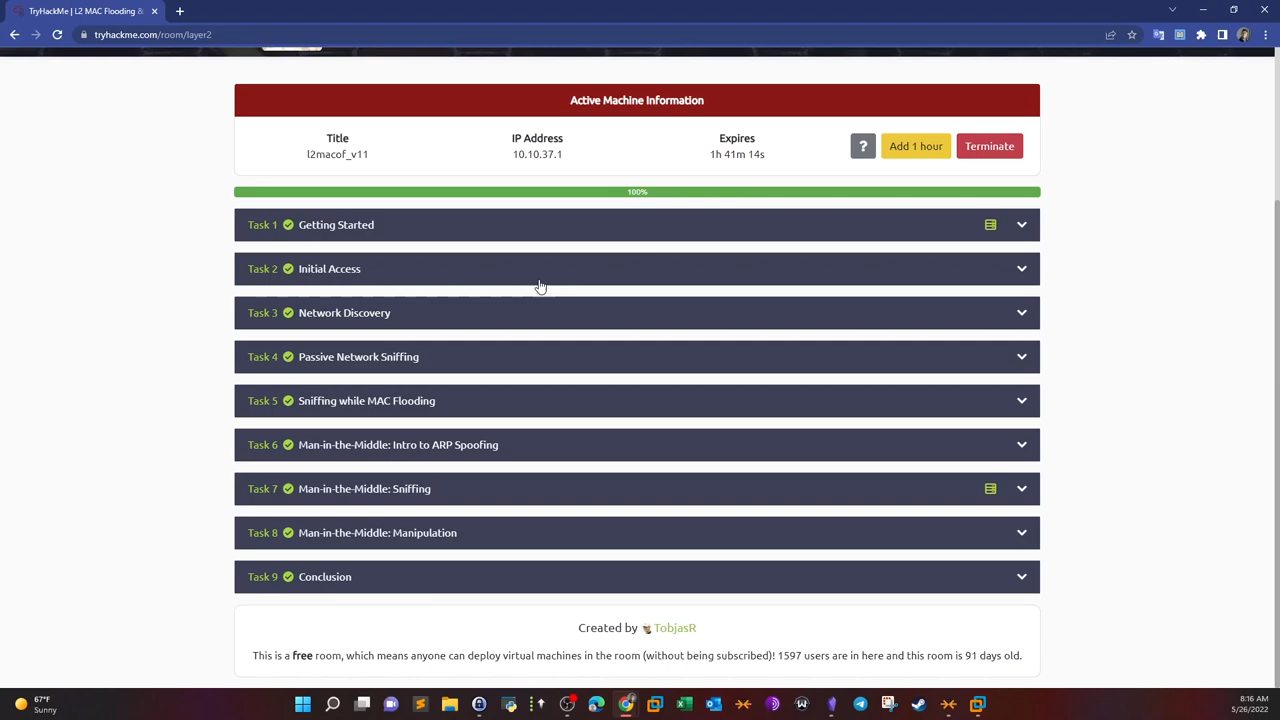 TryHackMe | L2 MAC Flooding &
tryhackme.com/room/layer2
Active Machine Information
Title
IP Address
Expires
l2macof_v11
10.10.37.1
1h 41m 14s
?
Add 1 hour
Terminate
100%
Task 1 Getting Started
Task 2 Initial Access
Task 3 Network Discovery
Task 4 Passive Network Sniffing
Task 5 Sniffing while MAC Flooding
Task 6 Man-in-the-Middle: Intro to ARP Spoofing
Task 7 Man-in-the-Middle: Sniffing
Task 8 Man-in-the-Middle: Manipulation
Task 9 Conclusion
Created by TobjasR
This is a free room, which means anyone can deploy virtual machines in the room (without being subscribed)! 1597 users are in here and this room is 91 days old.
67°F
Sunny
8:16 AM
5/26/2022